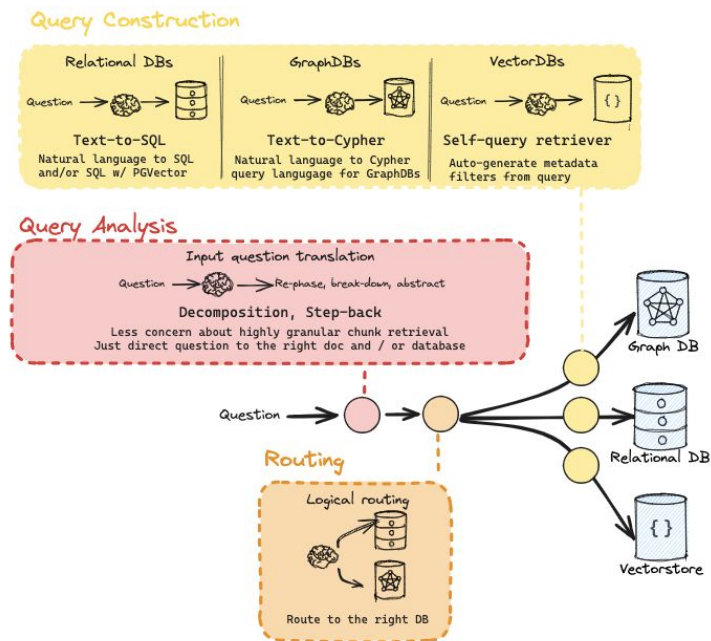 Query Construction
Relational DBs
Question
Text-to-SQL
Natural language to SQL
and/or SQL w/ PGVector
GraphDBs
Question
Text-to-Cypher
Natural language to Cypher
query langugage for GraphDBs
VectorDBs
Question
{ }
Self-query retriever
Auto-generate metadata
filters from query
Query Analysis
Input question translation
Question
Re-phase, break-down, abstract
Decomposition, Step-back
Less concern about highly granular chunk retrieval
Just direct question to the right doc and / or database
Graph DB
Question
Relational DB
Routing
Logical routing
Route to the right DB
{ }
Vectorstore